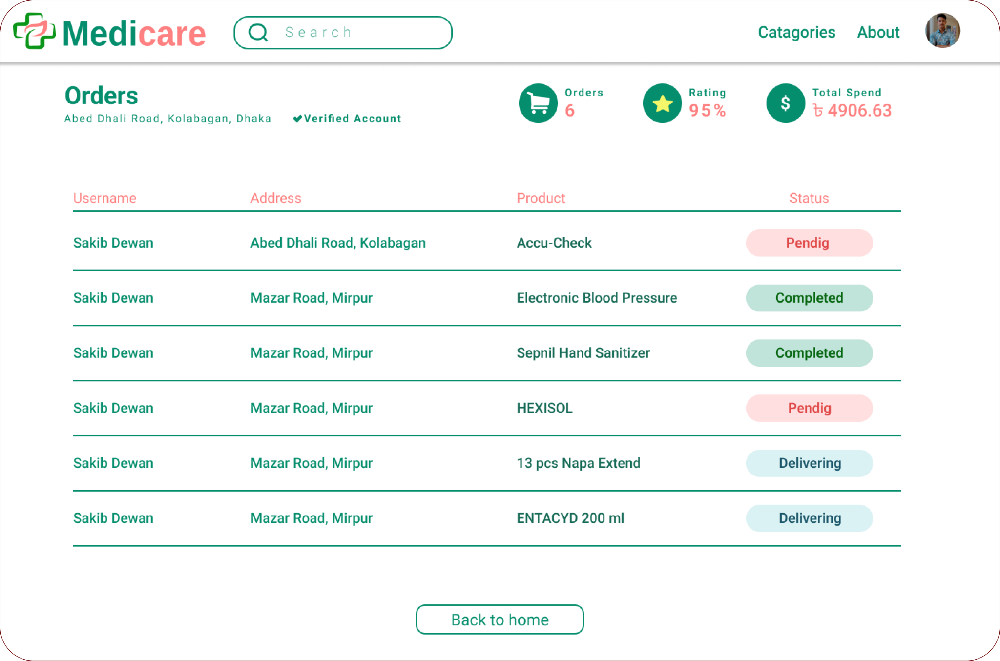 Medicare
Search
Catagories
About
Orders
Abed Dhali Road, Kolabagan, Dhaka
Verified Account
Orders
6
Rating
95%
$
Total Spend
৳ 4906.63
Username Address Product Status
Sakib Dewan Abed Dhali Road, Kolabagan Accu-Check Pendig
Sakib Dewan Mazar Road, Mirpur Electronic Blood Pressure Completed
Sakib Dewan Mazar Road, Mirpur Sepnil Hand Sanitizer Completed
Sakib Dewan Mazar Road, Mirpur HEXISOL Pendig
Sakib Dewan Mazar Road, Mirpur 13 pcs Napa Extend Delivering
Sakib Dewan Mazar Road, Mirpur ENTACYD 200 ml Delivering
Back to home